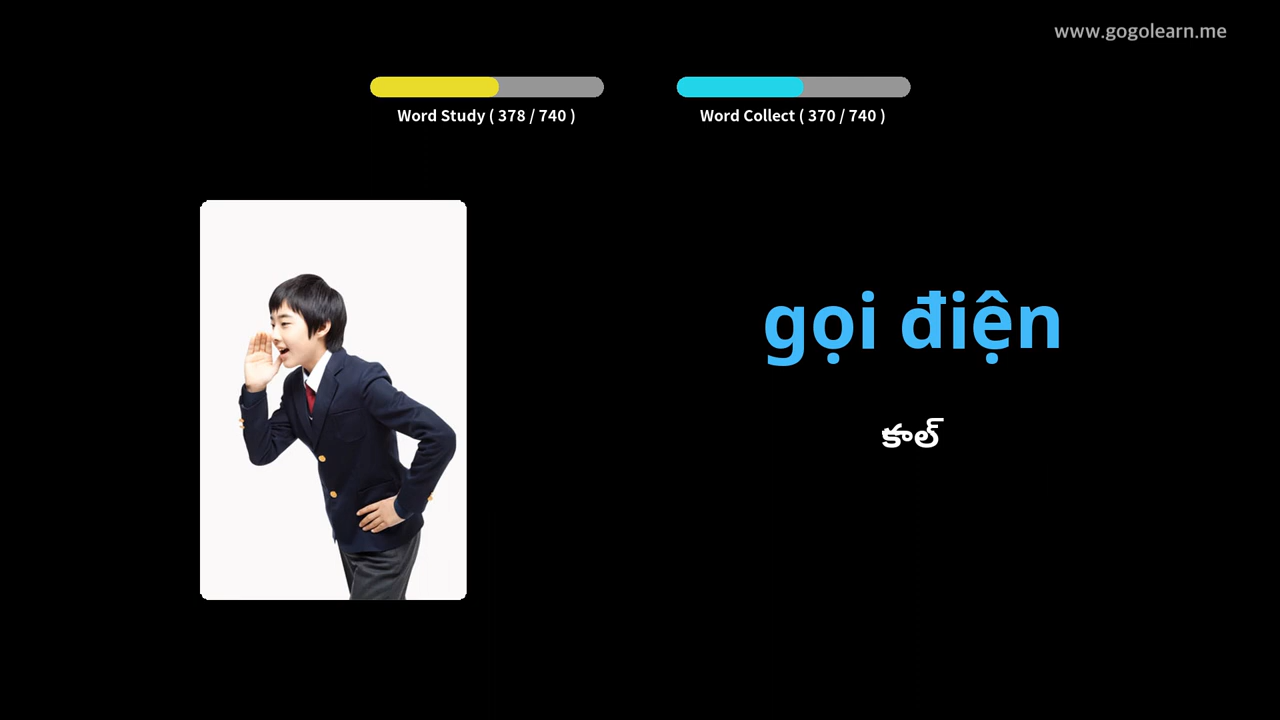 www.gogolearn.me
Word Study ( 378 / 740 )
Word Collect ( 370 / 740 )
gọi điện
కాల్